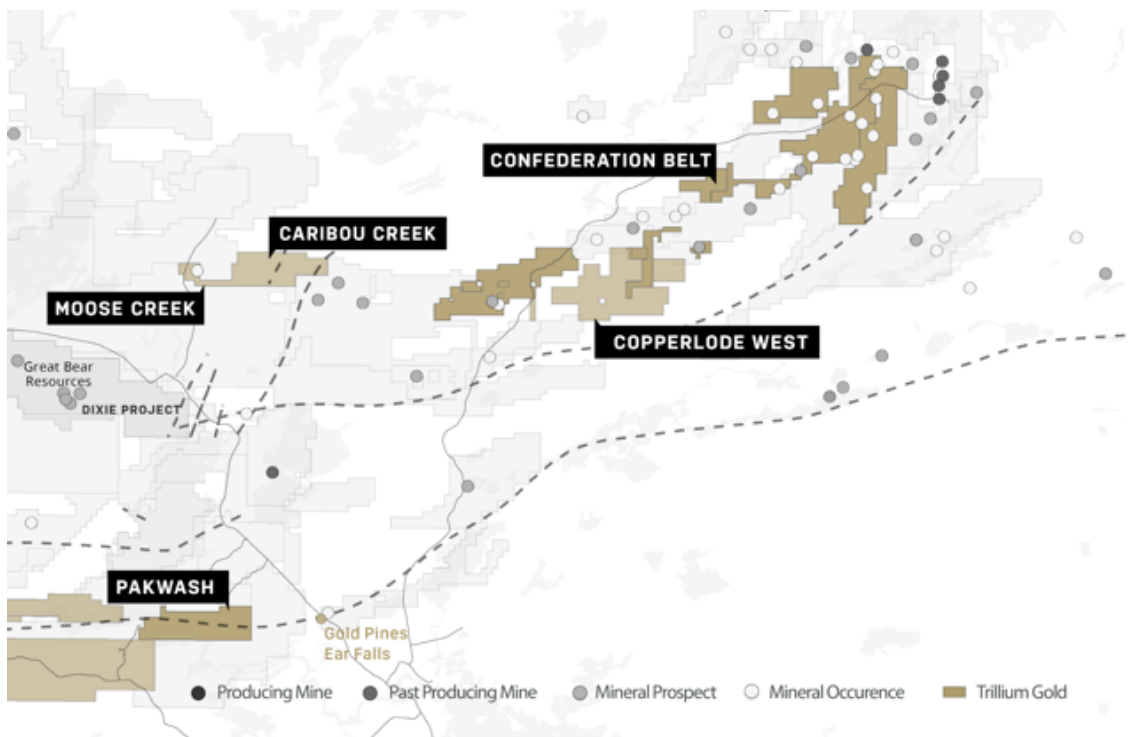 CONFEDERATION BELT
CARIBOU CREEK
MOOSE CREEK
COPPERLODE WEST
Great Bear
Resources
DIXIE PROJECT
PAKWASH
Gold Pines
Ear Falls
Producing Mine
Past Producing Mine
Mineral Prospect
Mineral Occurence
Trillium Gold